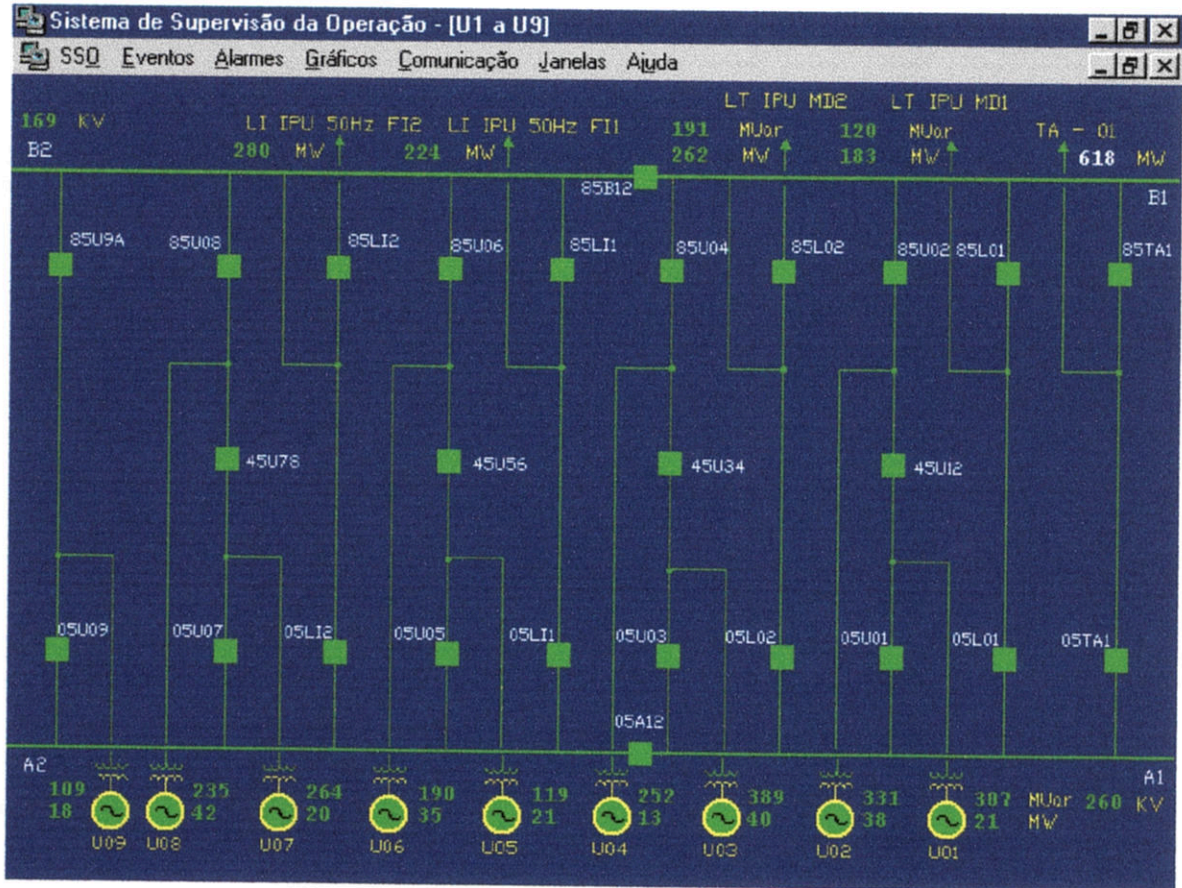 Sistema de Supervisão da Operação - [U1 a U9]
SSO Eventos Alarmes Gráficos Comunicação Janelas Ajuda
LT IPU MD2 LT IPU MD1
169 KV LI IPU 50Hz FI2 LI IPU 50Hz FI1 191 MVar 120 MVar TA - 01
B2 280 MW 224 MW 262 MW 183 MW 618 MW
85B12 B1
85U9A 85U08 85LI2 85U06 85LI1 85U04 85L02 85U02 85L01 85TA1
45U78 45U56 45U34 45U12
05U09 05U07 05LI2 05U05 05LI1 05U03 05L02 05U01 05L01 05TA1
05A12
A2 A1
109 235 264 190 119 252 389 331 307 MVar 260 KV
18 42 20 35 21 13 40 38 21 MW
U09 U08 U07 U06 U05 U04 U03 U02 U01